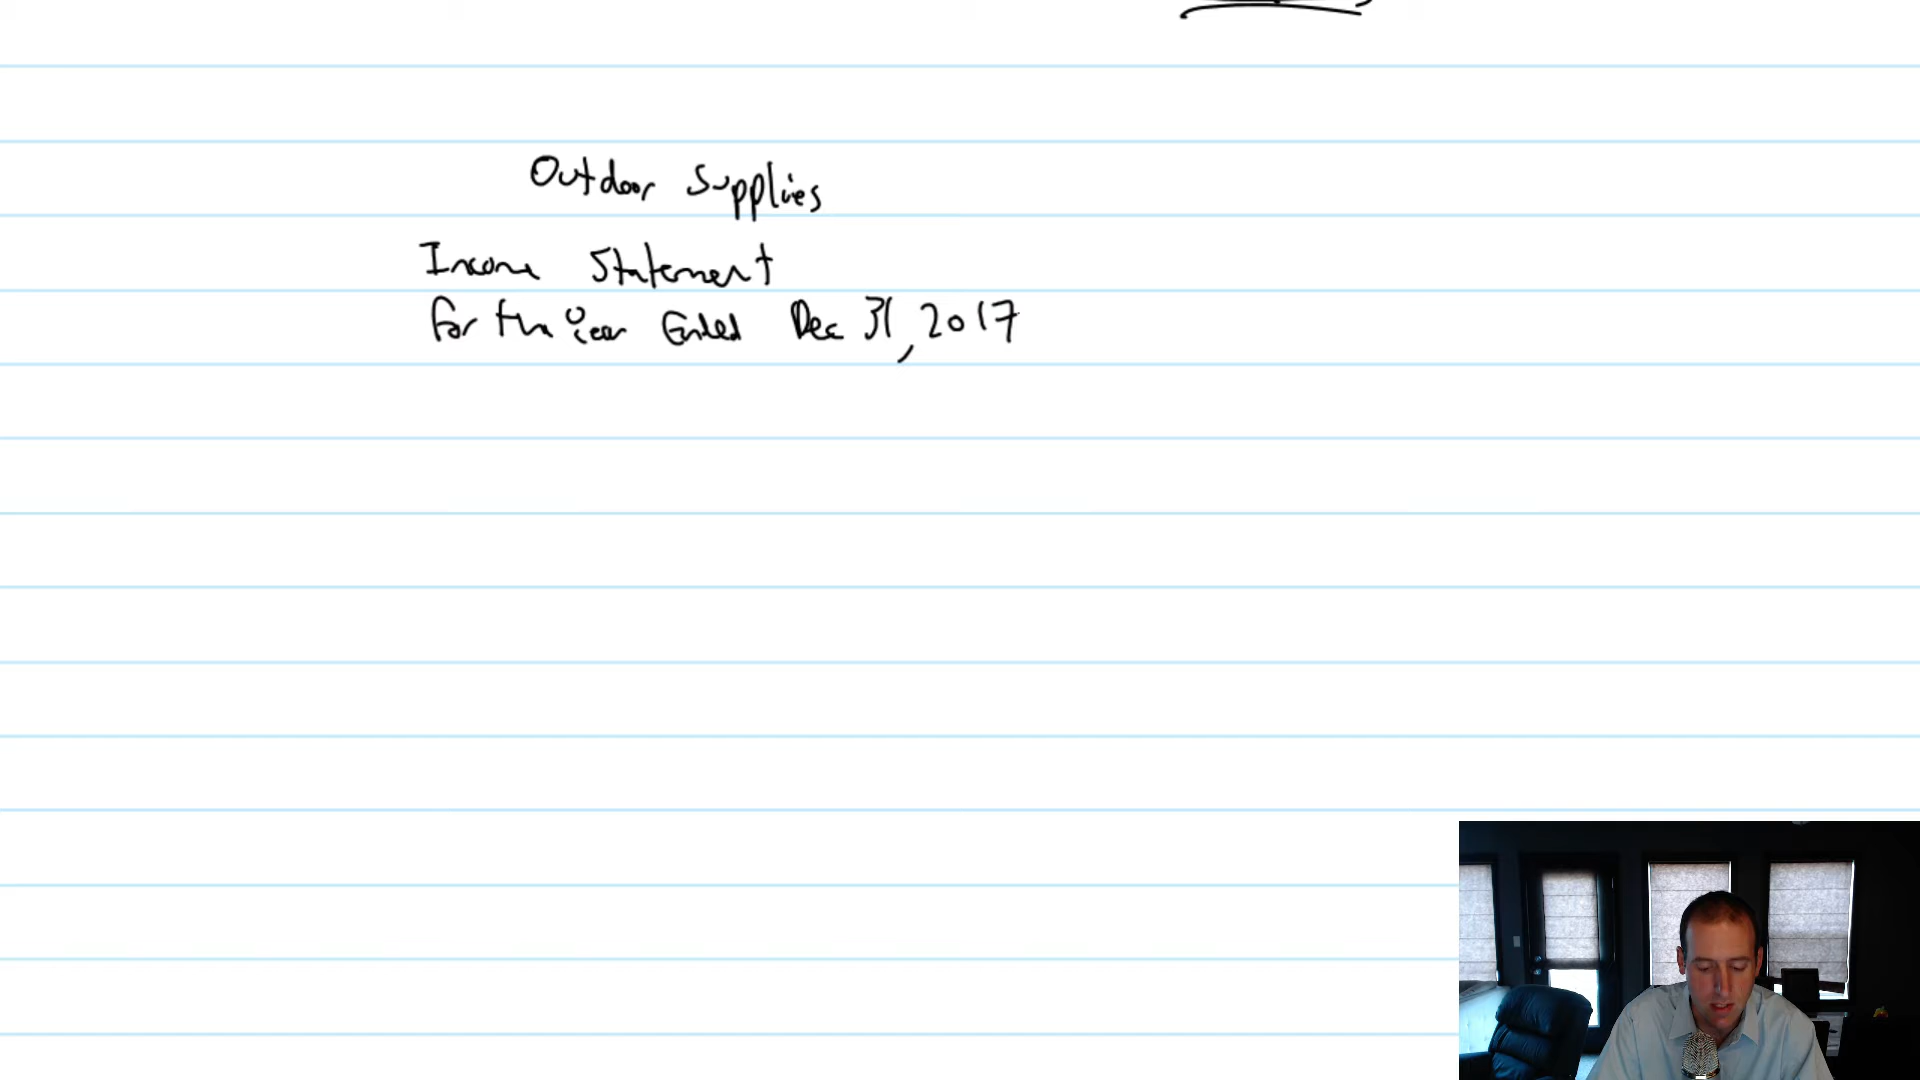 Outdoor Supplies
Income Statement
For the Year Ended Dec 31, 2017